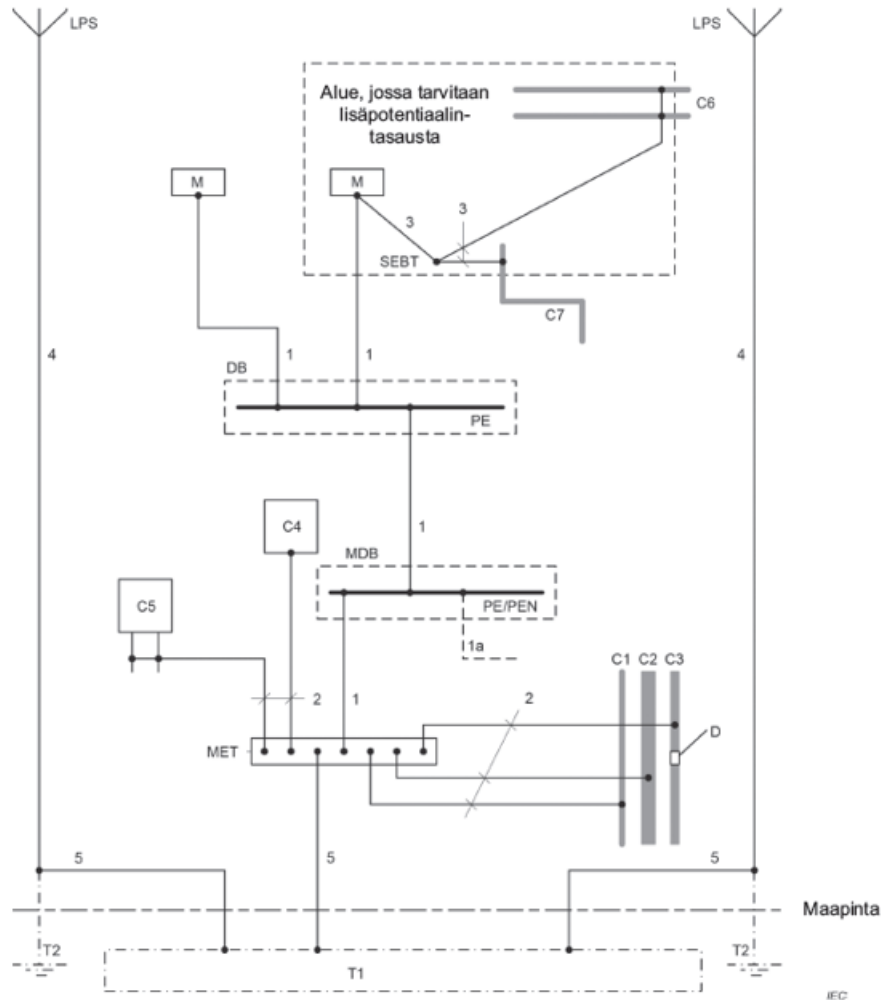 LPS
LPS
Alue, jossa tarvitaan
lisäpotentiaalin-
tasausta
C6
M
M
3
3
SEBT
C7
4
4
1
1
DB
PE
C4
1
MDB
C5
PE/PEN
1a
C1 C2 C3
2
1
2
MET
D
5
5
5
Maapinta
T2
T2
T1
IEC